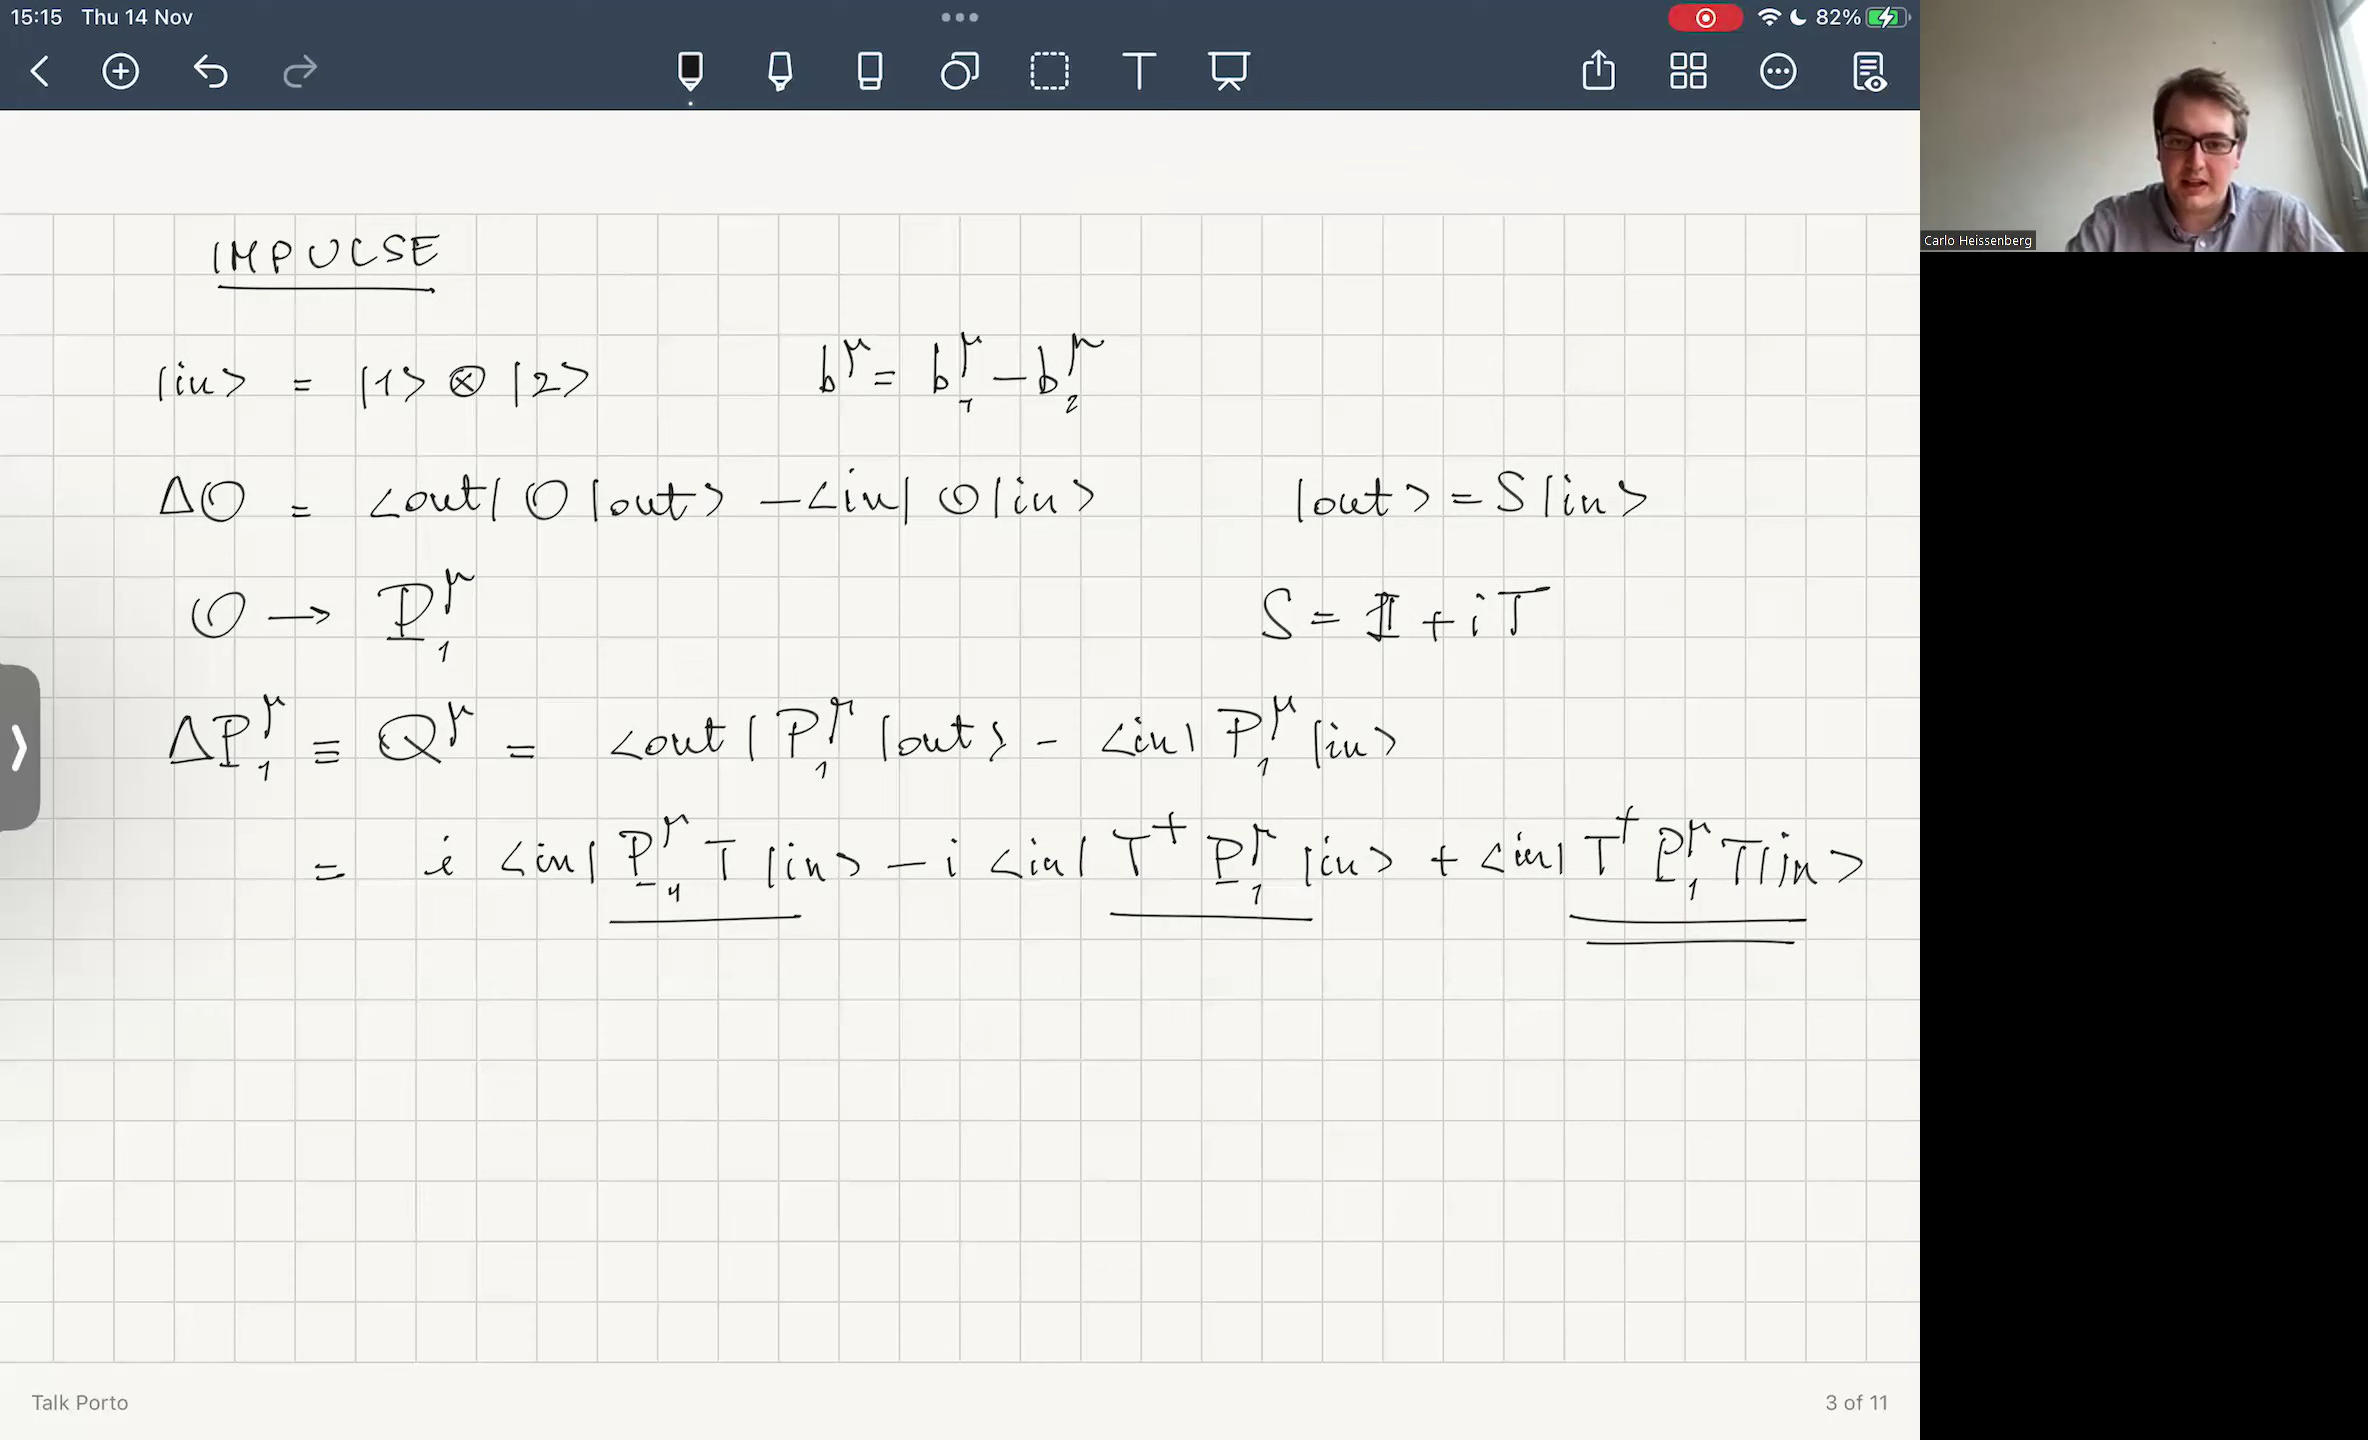 15:15 Thu 14 Nov
82%
Carlo Heissenberg
IMPULSE
|in> = |1> ⊗ |2> b^μ = b_1^μ − b_2^μ
ΔO = <out| O |out> − <in| O |in> |out> = S |in>
O → P_1^μ S = 𝟙 + iT
ΔP_1^μ ≡ Q^μ = <out| P_1^μ |out> − <in| P_1^μ |in>
= i <in| P_1^μ T |in> − i <in| T^† P_1^μ |in> + <in| T^† P_1^μ T |in>
Talk Porto
3 of 11